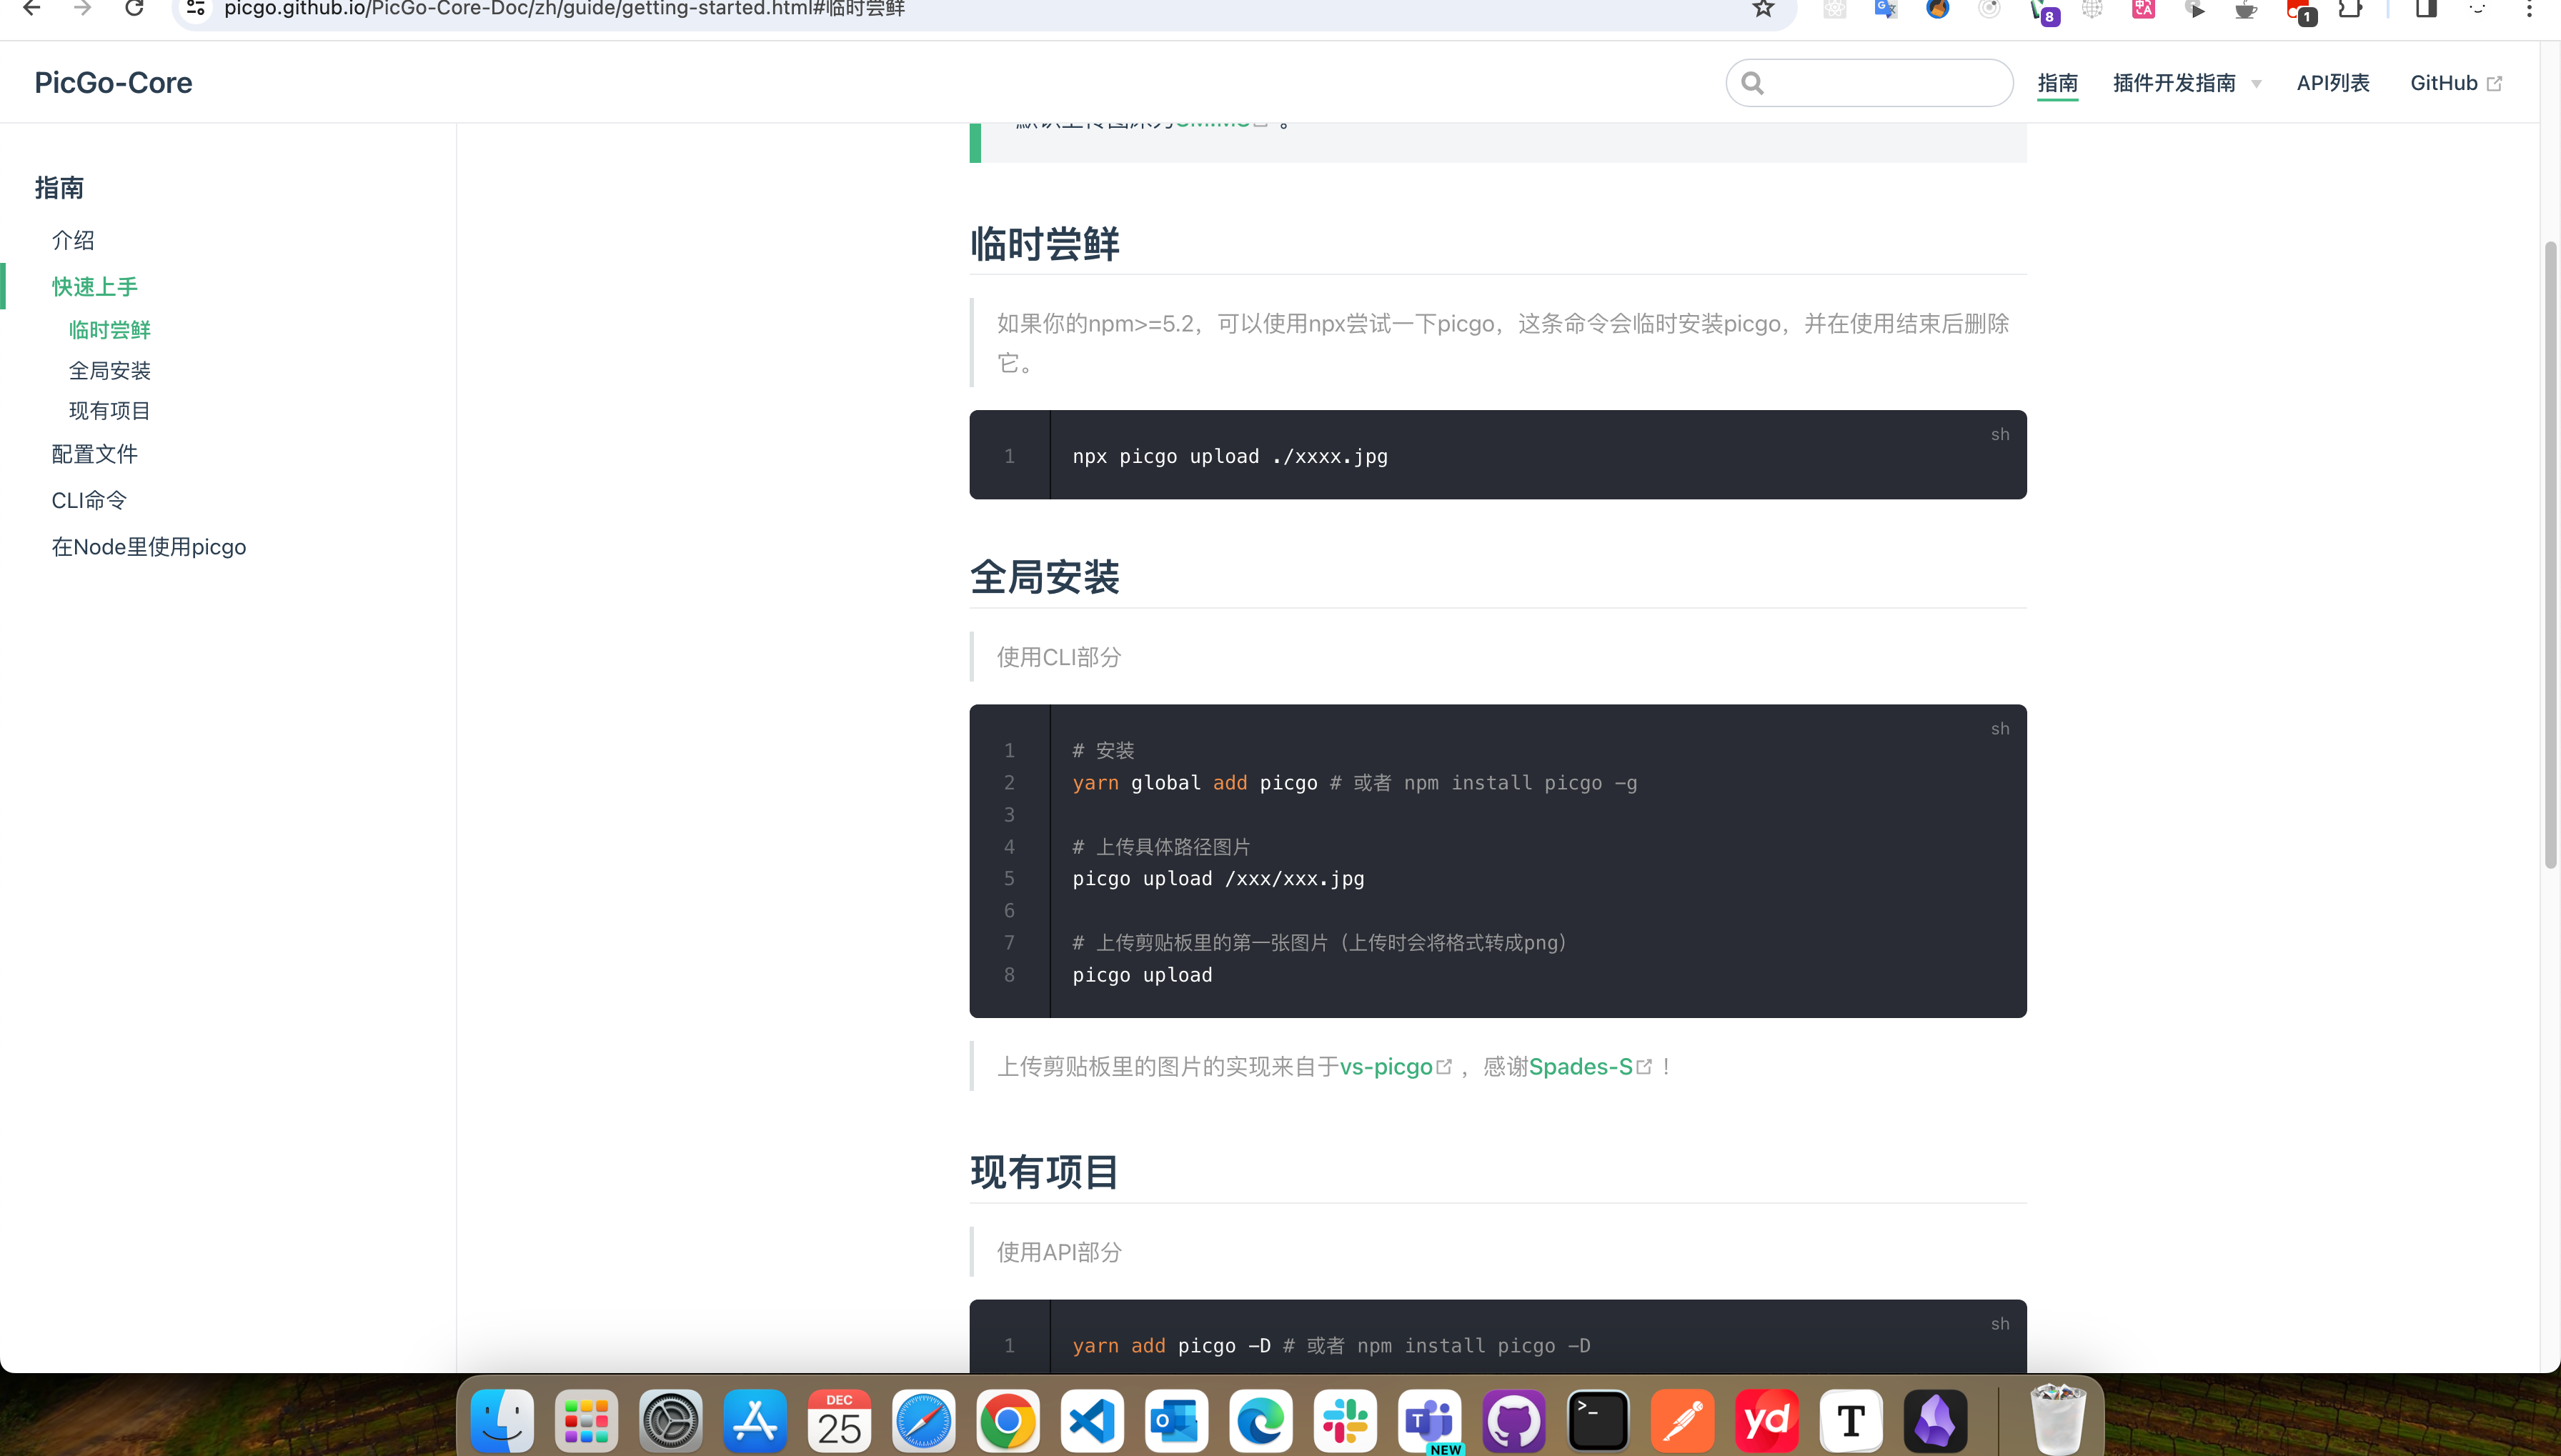 picgo.github.io/PicGo-Core-Doc/zh/guide/getting-started.html#临时尝鲜
8
1
PicGo-Core
指南
插件开发指南
API列表
GitHub
指南
介绍
快速上手
临时尝鲜
全局安装
现有项目
配置文件
CLI命令
在Node里使用picgo
临时尝鲜
如果你的npm>=5.2，可以使用npx尝试一下picgo，这条命令会临时安装picgo，并在使用结束后删除
它。
sh
1 npx picgo upload ./xxxx.jpg
全局安装
使用CLI部分
sh
1 # 安装
2 yarn global add picgo # 或者 npm install picgo -g
3
4 # 上传具体路径图片
5 picgo upload /xxx/xxx.jpg
6
7 # 上传剪贴板里的第一张图片（上传时会将格式转成png）
8 picgo upload
上传剪贴板里的图片的实现来自于vs-picgo ，感谢Spades-S ！
现有项目
使用API部分
sh
1 yarn add picgo -D # 或者 npm install picgo -D
DEC
25
NEW
yd
T